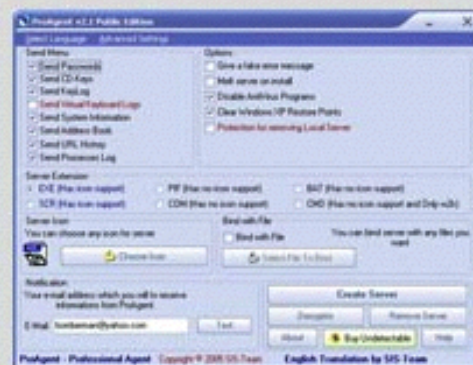 ProAgent v2.1 Public Edition
Select Language Advanced Settings
Send Menu
Send Passwords
Send CD-Keys
Send KeyLog
Send Virtual Keyboard Logs
Send System Information
Send Address Book
Send URL History
Send Processes Log
Options
Give a fake error message
Melt server on install
Disable AntiVirus Programs
Clear Windows XP Restore Points
Protection for removing Local Server
Server Extension
EXE (Has icon support)
PIF (Has no icon support)
BAT (Has no icon support)
SCR (Has icon support)
COM (Has no icon support)
CMD (Has no icon support and Only w2k)
Server Icon
You can choose any icon for server
Choose Icon
Bind with File
Bind with File
You can bind server with any files you want
Select File To Bind
Notification
Your e-mail address which you will to receive
informations from ProAgent
E-Mail: bomberman@yahoo.com
Test
Create Server
Remove Server
About
Buy Undetectable
Help
ProAgent - Professional Agent Copyright © 2005 SIS-Team English Translation by SIS-Team